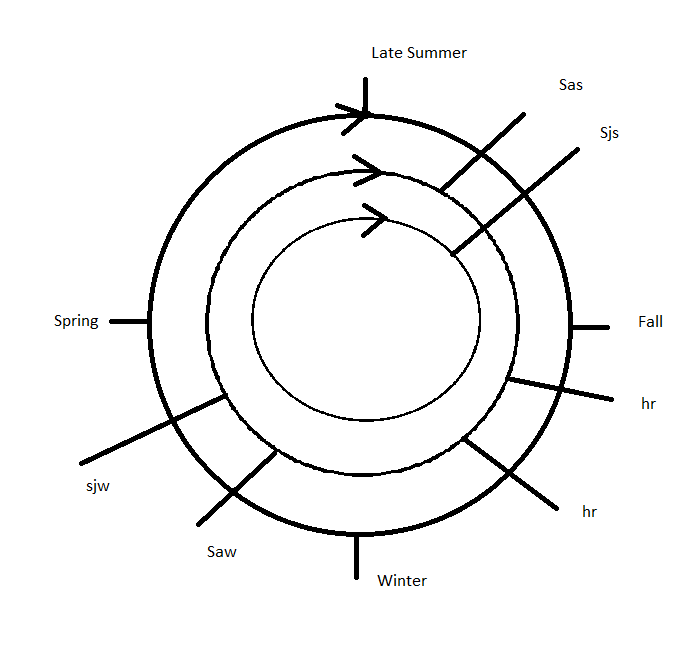 Late Summer
Sas
Sjs
Spring
Fall
hr
sjw
hr
Saw
Winter